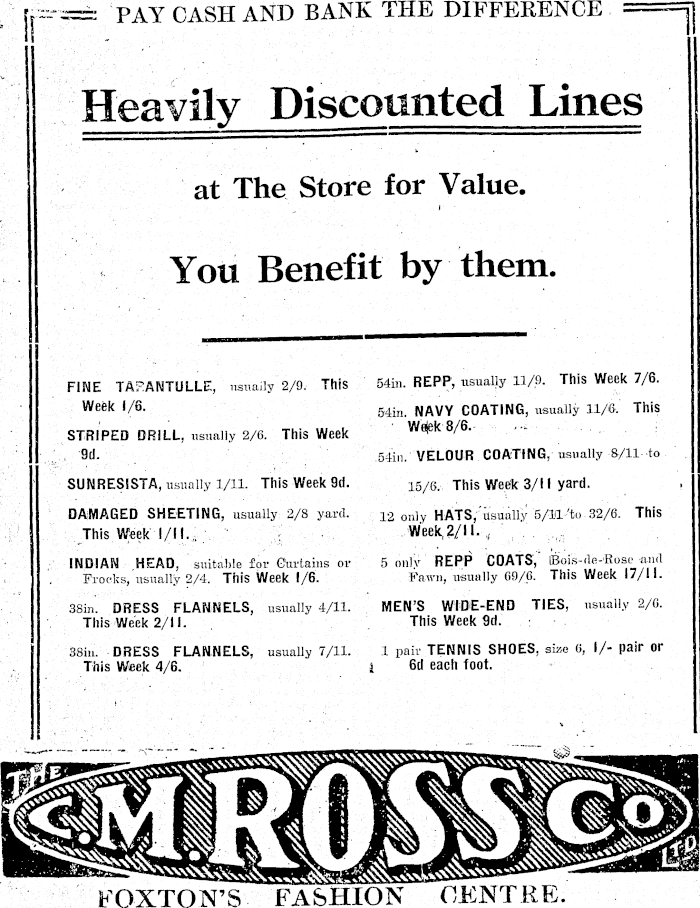 PAY CASH AND BANK THE DIFFERENCE
Heavily Discounted Lines
at The Store for Value.
You Benefit by them.
FINE TARANTULLE, usually 2/9. This
Week 1/6.
STRIPED DRILL, usually 2/6. This Week
9d.
SUNRESISTA, usually 1/11. This Week 9d.
DAMAGED SHEETING, usually 2/8 yard.
This Week 1/11.
INDIAN HEAD, suitable for Curtains or
Frocks, usually 2/4. This Week 1/6.
38in. DRESS FLANNELS, usually 4/11.
This Week 2/11.
38in. DRESS FLANNELS, usually 7/11.
This Week 4/6.
54in. REPP, usually 11/9. This Week 7/6.
54in. NAVY COATING, usually 11/6. This
Week 8/6.
54in. VELOUR COATING, usually 8/11 to
15/6. This Week 3/11 yard.
12 only HATS, usually 5/11 to 32/6. This
Week 2/11.
5 only REPP COATS, Bois-de-Rose and
Fawn, usually 69/6. This Week 17/11.
MEN'S WIDE-END TIES, usually 2/6.
This Week 9d.
1 pair TENNIS SHOES, size 6, 1/- pair or
6d each foot.
THE
C.M. ROSS Co
LTD
FOXTON'S FASHION CENTRE.